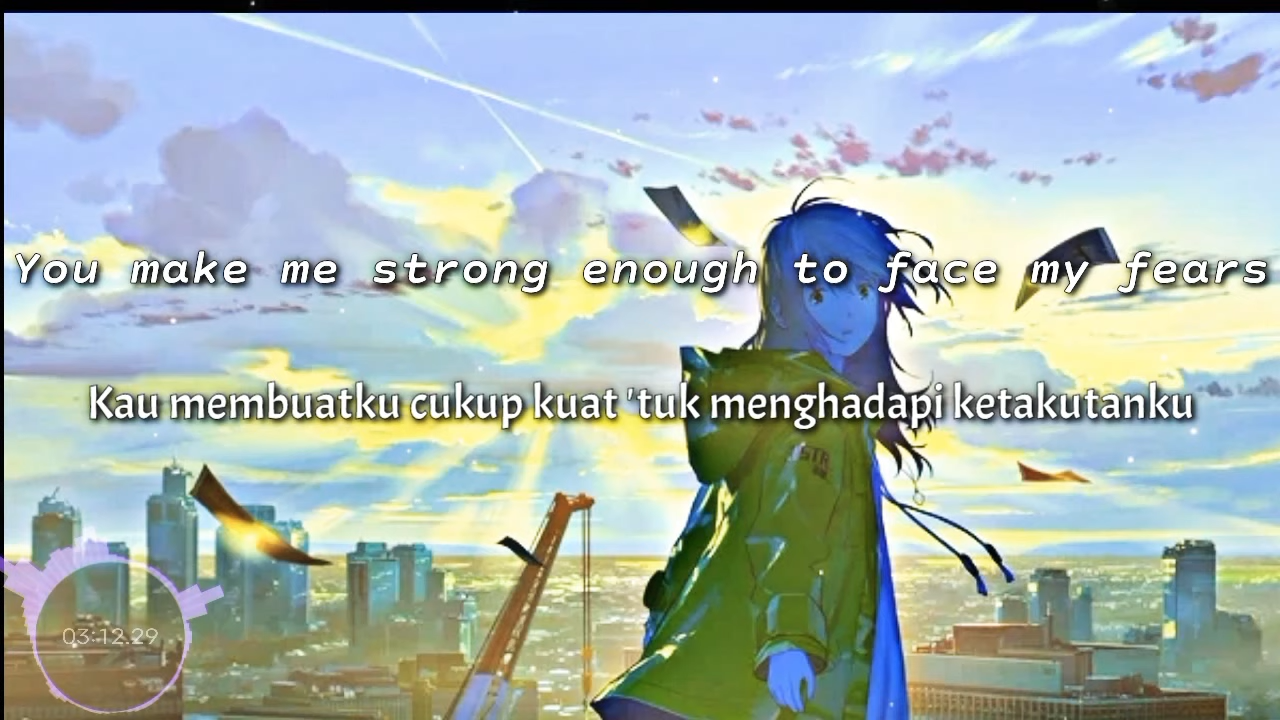 You make me strong enough to face my fears
Kau membuatku cukup kuat 'tuk menghadapi ketakutanku
STR
03:12.29